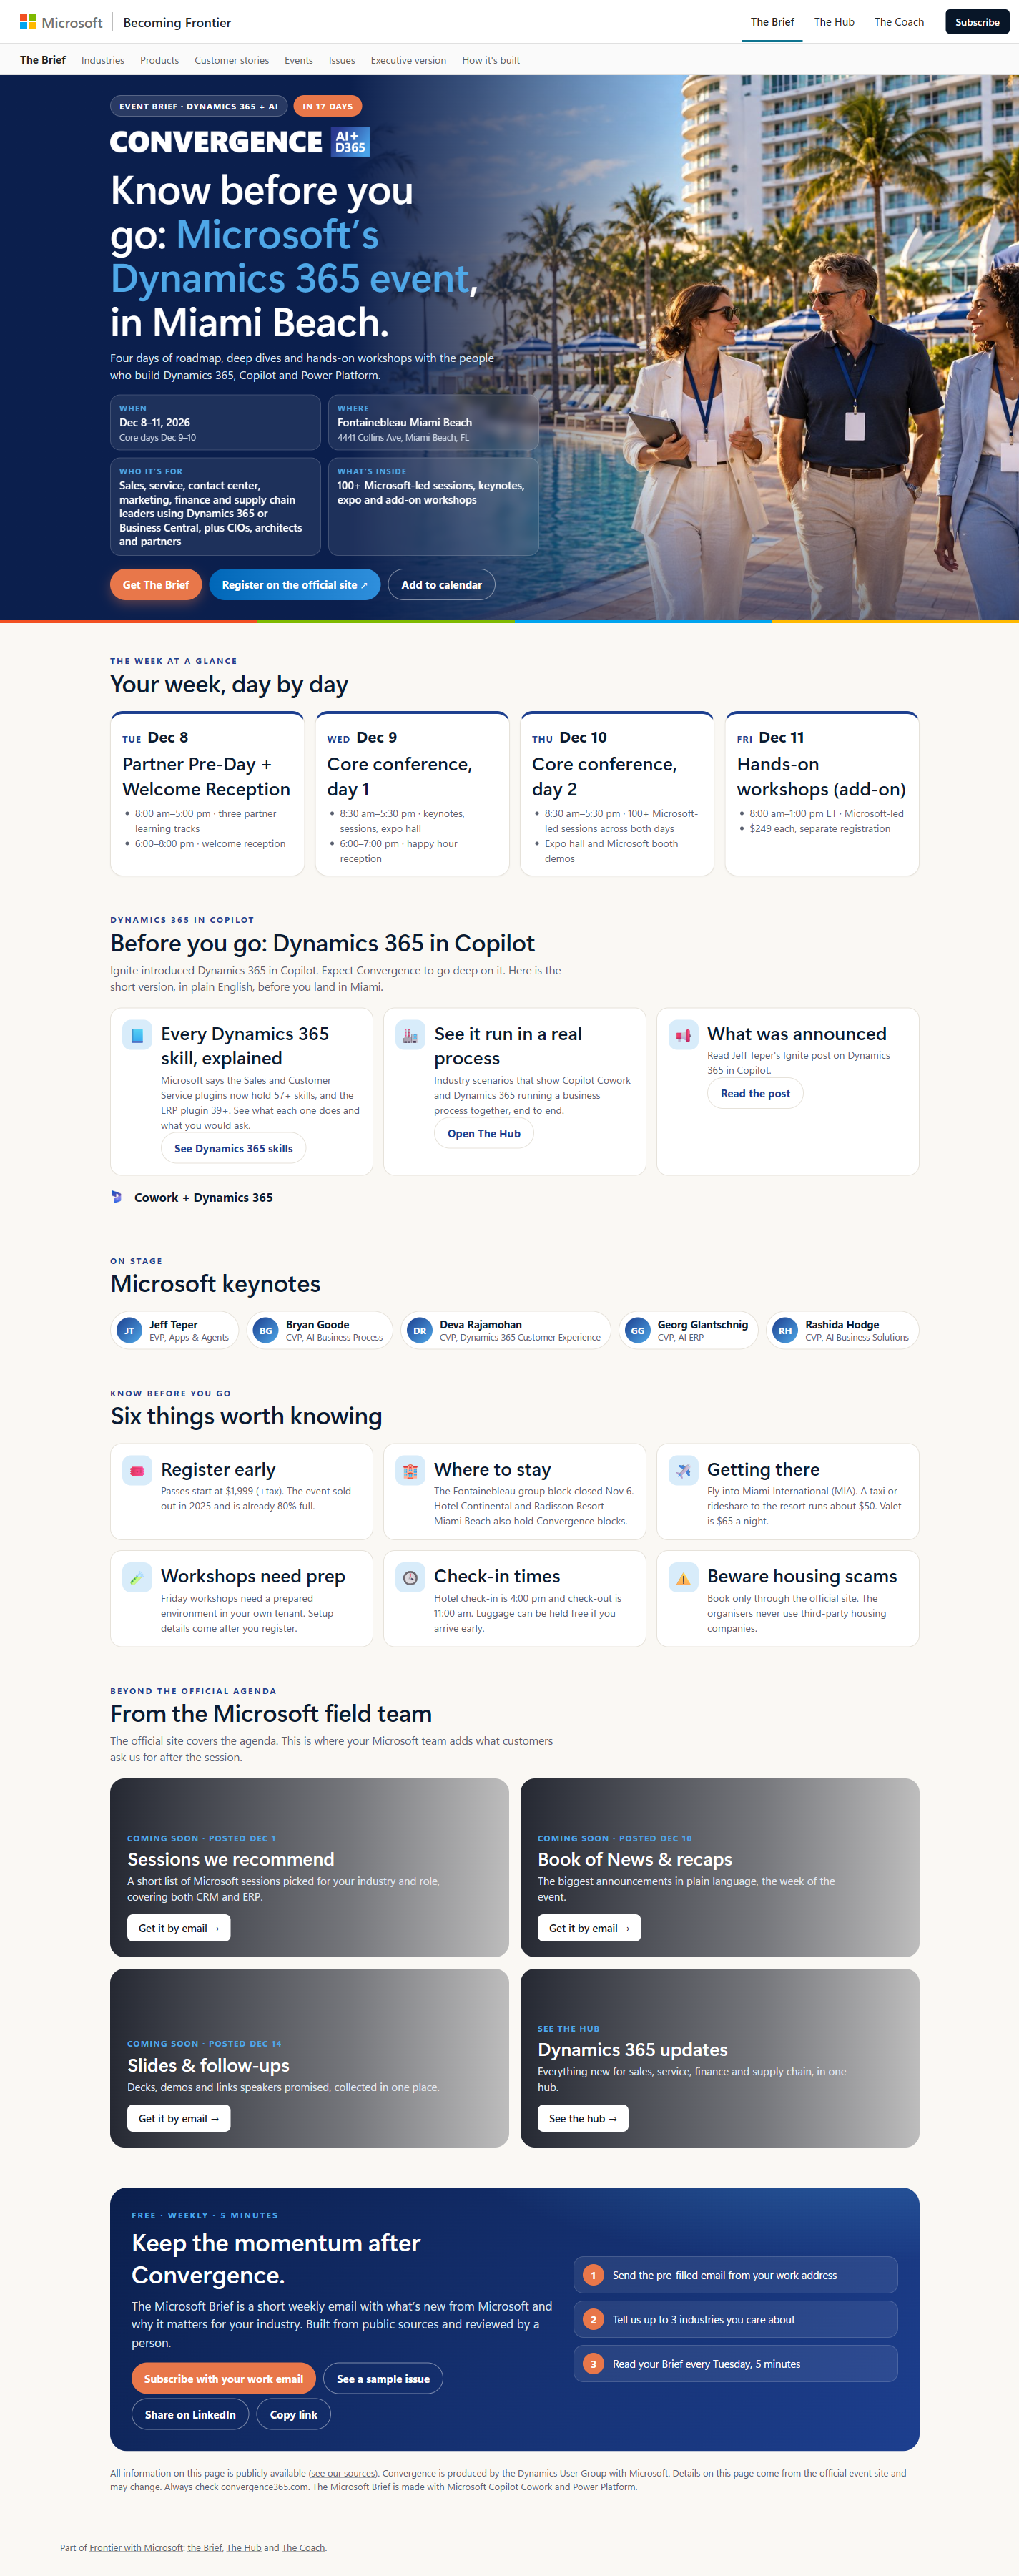 Microsoft
Becoming Frontier
The Brief
The Hub
The Coach
Subscribe
The Brief
Industries
Products
Customer stories
Events
Issues
Executive version
How it's built
EVENT BRIEF · DYNAMICS 365 + AI
IN 17 DAYS
CONVERGENCE
AI+
D365
Know before you
go: Microsoft's
Dynamics 365 event,
in Miami Beach.
Four days of roadmap, deep dives and hands-on workshops with the people
who build Dynamics 365, Copilot and Power Platform.
WHEN
Dec 8–11, 2026
Core days Dec 9–10
WHERE
Fontainebleau Miami Beach
4441 Collins Ave, Miami Beach, FL
WHO IT'S FOR
Sales, service, contact center,
marketing, finance and supply chain
leaders using Dynamics 365 or
Business Central, plus CIOs, architects
and partners
WHAT'S INSIDE
100+ Microsoft-led sessions, keynotes,
expo and add-on workshops
Get The Brief
Register on the official site ↗
Add to calendar
THE WEEK AT A GLANCE
Your week, day by day
TUE Dec 8
Partner Pre-Day +
Welcome Reception
• 8:00 am–5:00 pm · three partner
learning tracks
• 6:00–8:00 pm · welcome reception
WED Dec 9
Core conference,
day 1
• 8:30 am–5:30 pm · keynotes,
sessions, expo hall
• 6:00–7:00 pm · happy hour
reception
THU Dec 10
Core conference,
day 2
• 8:30 am–5:30 pm · 100+ Microsoft-
led sessions across both days
• Expo hall and Microsoft booth
demos
FRI Dec 11
Hands-on
workshops (add-on)
• 8:00 am–1:00 pm ET · Microsoft-led
• $249 each, separate registration
DYNAMICS 365 IN COPILOT
Before you go: Dynamics 365 in Copilot
Ignite introduced Dynamics 365 in Copilot. Expect Convergence to go deep on it. Here is the
short version, in plain English, before you land in Miami.
Every Dynamics 365
skill, explained
Microsoft says the Sales and Customer
Service plugins now hold 57+ skills, and the
ERP plugin 39+. See what each one does and
what you would ask.
See Dynamics 365 skills
See it run in a real
process
Industry scenarios that show Copilot Cowork
and Dynamics 365 running a business
process together, end to end.
Open The Hub
What was announced
Read Jeff Teper's Ignite post on Dynamics
365 in Copilot.
Read the post
Cowork + Dynamics 365
ON STAGE
Microsoft keynotes
JT
Jeff Teper
EVP, Apps & Agents
BG
Bryan Goode
CVP, AI Business Process
DR
Deva Rajamohan
CVP, Dynamics 365 Customer Experience
GG
Georg Glantschnig
CVP, AI ERP
RH
Rashida Hodge
CVP, AI Business Solutions
KNOW BEFORE YOU GO
Six things worth knowing
Register early
Passes start at $1,999 (+tax). The event sold
out in 2025 and is already 80% full.
Where to stay
The Fontainebleau group block closed Nov 6.
Hotel Continental and Radisson Resort
Miami Beach also hold Convergence blocks.
Getting there
Fly into Miami International (MIA). A taxi or
rideshare to the resort runs about $50. Valet
is $65 a night.
Workshops need prep
Friday workshops need a prepared
environment in your own tenant. Setup
details come after you register.
Check-in times
Hotel check-in is 4:00 pm and check-out is
11:00 am. Luggage can be held free if you
arrive early.
Beware housing scams
Book only through the official site. The
organisers never use third-party housing
companies.
BEYOND THE OFFICIAL AGENDA
From the Microsoft field team
The official site covers the agenda. This is where your Microsoft team adds what customers
ask us for after the session.
COMING SOON · POSTED DEC 1
Sessions we recommend
A short list of Microsoft sessions picked for your industry and role,
covering both CRM and ERP.
Get it by email →
COMING SOON · POSTED DEC 10
Book of News & recaps
The biggest announcements in plain language, the week of the
event.
Get it by email →
COMING SOON · POSTED DEC 14
Slides & follow-ups
Decks, demos and links speakers promised, collected in one place.
Get it by email →
SEE THE HUB
Dynamics 365 updates
Everything new for sales, service, finance and supply chain, in one
hub.
See the hub →
FREE · WEEKLY · 5 MINUTES
Keep the momentum after
Convergence.
The Microsoft Brief is a short weekly email with what's new from Microsoft and
why it matters for your industry. Built from public sources and reviewed by a
person.
Subscribe with your work email
See a sample issue
Share on LinkedIn
Copy link
1 Send the pre-filled email from your work address
2 Tell us up to 3 industries you care about
3 Read your Brief every Tuesday, 5 minutes
All information on this page is publicly available (see our sources). Convergence is produced by the Dynamics User Group with Microsoft. Details on this page come from the official event site and
may change. Always check convergence365.com. The Microsoft Brief is made with Microsoft Copilot Cowork and Power Platform.
Part of Frontier with Microsoft: the Brief, The Hub and The Coach.